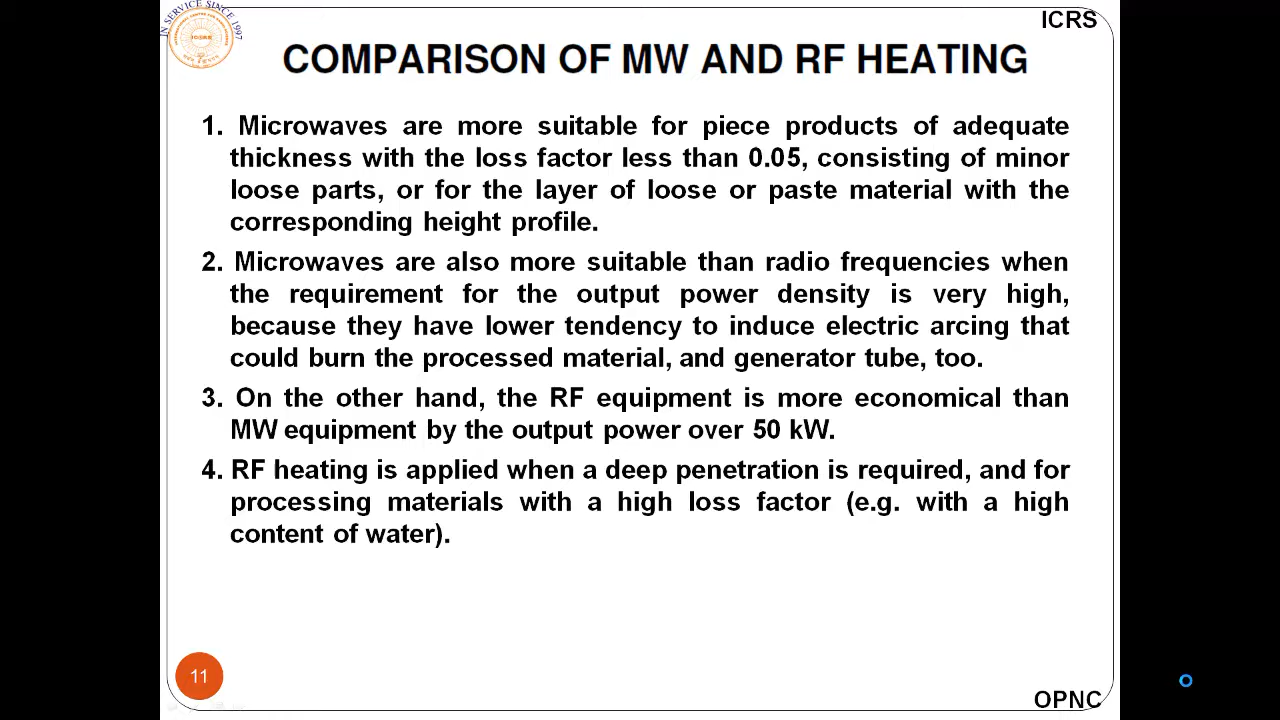 IN SERVICE SINCE 1997
ICRS
COMPARISON OF MW AND RF HEATING
1. Microwaves are more suitable for piece products of adequate
thickness with the loss factor less than 0.05, consisting of minor
loose parts, or for the layer of loose or paste material with the
corresponding height profile.
2. Microwaves are also more suitable than radio frequencies when
the requirement for the output power density is very high,
because they have lower tendency to induce electric arcing that
could burn the processed material, and generator tube, too.
3. On the other hand, the RF equipment is more economical than
MW equipment by the output power over 50 kW.
4. RF heating is applied when a deep penetration is required, and for
processing materials with a high loss factor (e.g. with a high
content of water).
11
OPNC